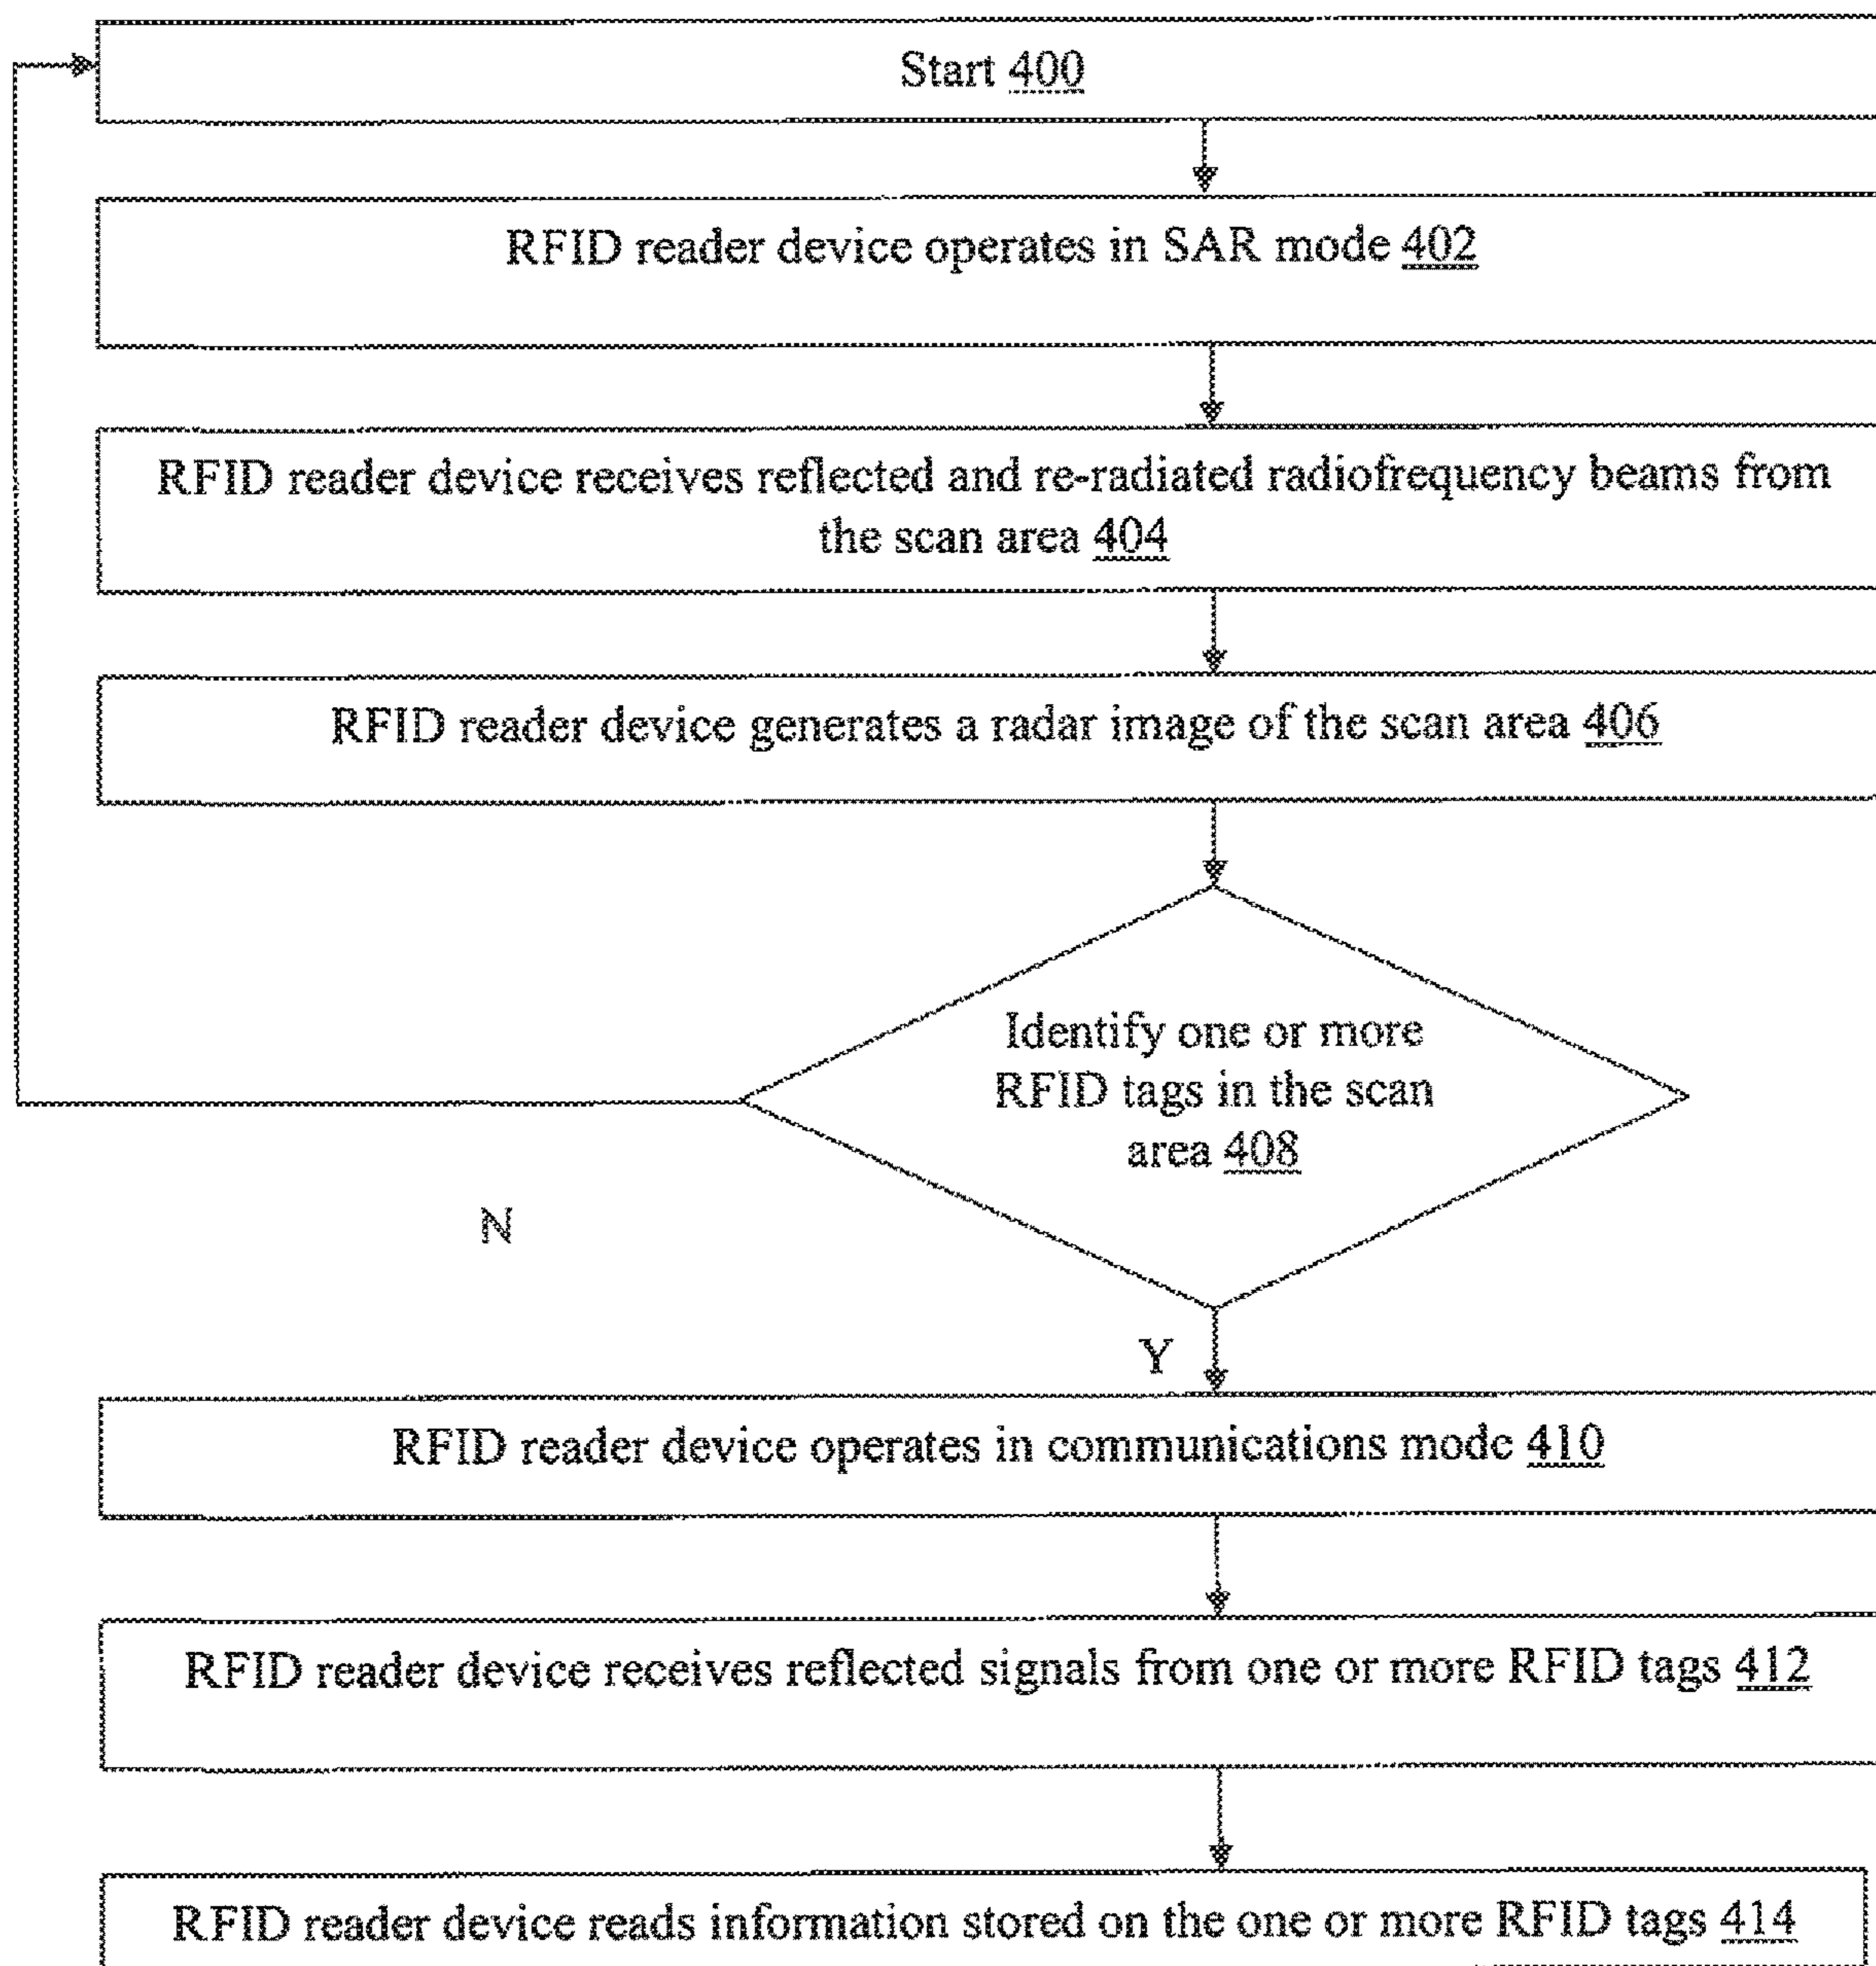 Start 400
RFID reader device operates in SAR mode 402
RFID reader device receives reflected and re-radiated radiofrequency beams from
the scan area 404
RFID reader device generates a radar image of the scan area 406
Identify one or more
RFID tags in the scan
area 408
N
Y
RFID reader device operates in communications mode 410
RFID reader device receives reflected signals from one or more RFID tags 412
RFID reader device reads information stored on the one or more RFID tags 414